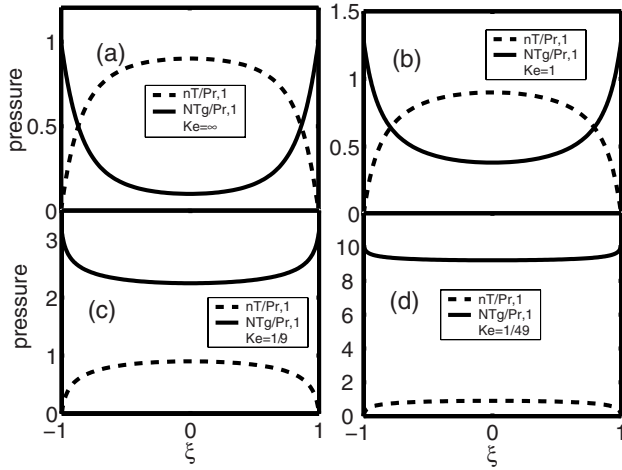 1
0.5
0
pressure
(a)
nT/Pr,1
NTg/Pr,1
Ke=∞
1.5
1
0.5
0
(b)
nT/Pr,1
NTg/Pr,1
Ke=1
3
2
1
0
pressure
(c)
nT/Pr,1
NTg/Pr,1
Ke=1/9
−1
0
1
ξ
10
8
6
4
2
0
(d)
nT/Pr,1
NTg/Pr,1
Ke=1/49
−1
0
1
ξ